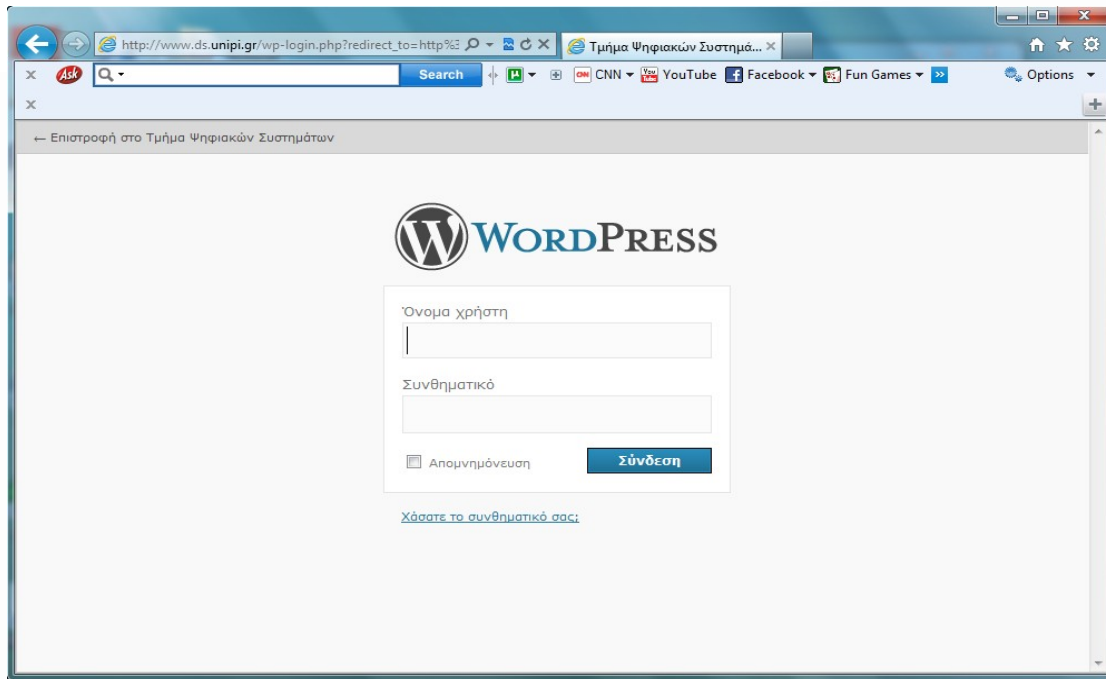 http://www.ds.unipi.gr/wp-login.php?redirect_to=http%3
Τμήμα Ψηφιακών Συστημά...
Ask Search CNN YouTube Facebook Fun Games Options
← Επιστροφή στο Τμήμα Ψηφιακών Συστημάτων
WORDPRESS
Όνομα χρήστη
Συνθηματικό
Απομνημόνευση
Σύνδεση
Χάσατε το συνθηματικό σας;